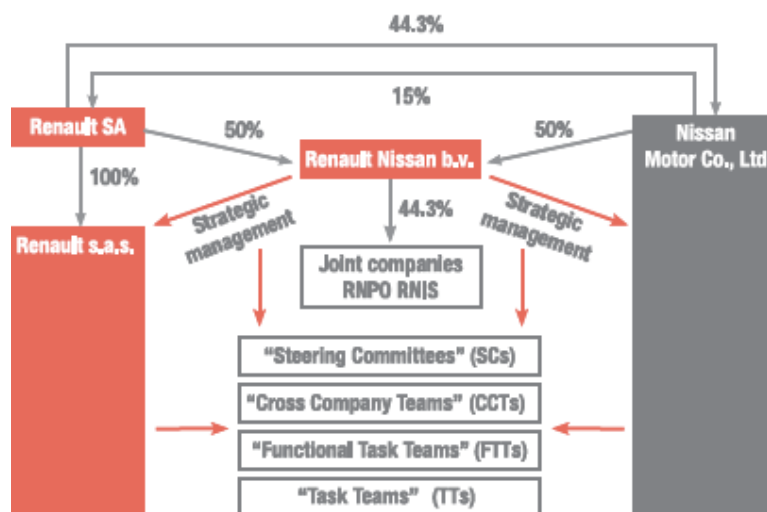 44.3%
15%
Renault SA
50%
50%
Nissan
Motor Co., Ltd
Renault Nissan b.v.
100%
Strategic
management
44.3%
Strategic
management
Renault s.a.s.
Joint companies
RNPO RNIS
“Steering Committees” (SCs)
“Cross Company Teams” (CCTs)
“Functional Task Teams” (FTTs)
“Task Teams” (TTs)